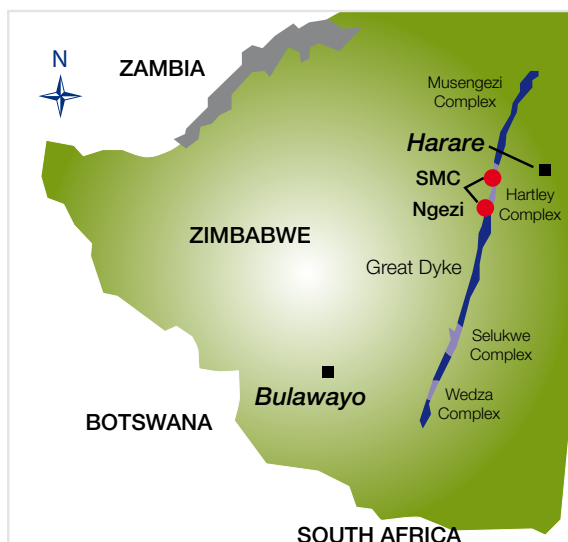 N
ZAMBIA
Musengezi
Complex
Harare
SMC
Hartley
Complex
Ngezi
ZIMBABWE
Great Dyke
Selukwe
Complex
Bulawayo
Wedza
Complex
BOTSWANA
SOUTH AFRICA